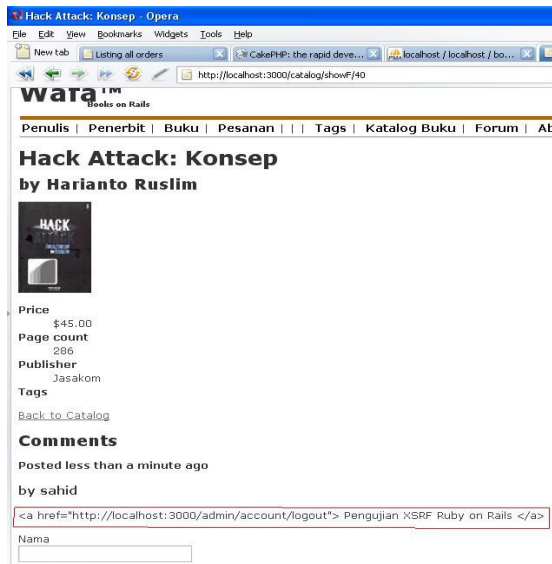 Hack Attack: Konsep - Opera
File Edit View Bookmarks Widgets Tools Help
New tab Listing all orders CakePHP: the rapid deve... localhost / localhost / bo...
http://localhost:3000/catalog/showF/40
Wafa™
Books on Rails
Penulis | Penerbit | Buku | Pesanan | | | Tags | Katalog Buku | Forum | Ab
Hack Attack: Konsep
by Harianto Ruslim
HACK
ATTACK
Price
$45.00
Page count
286
Publisher
Jasakom
Tags
Back to Catalog
Comments
Posted less than a minute ago
by sahid
<a href="http://localhost:3000/admin/account/logout"> Pengujian XSRF Ruby on Rails </a>
Nama